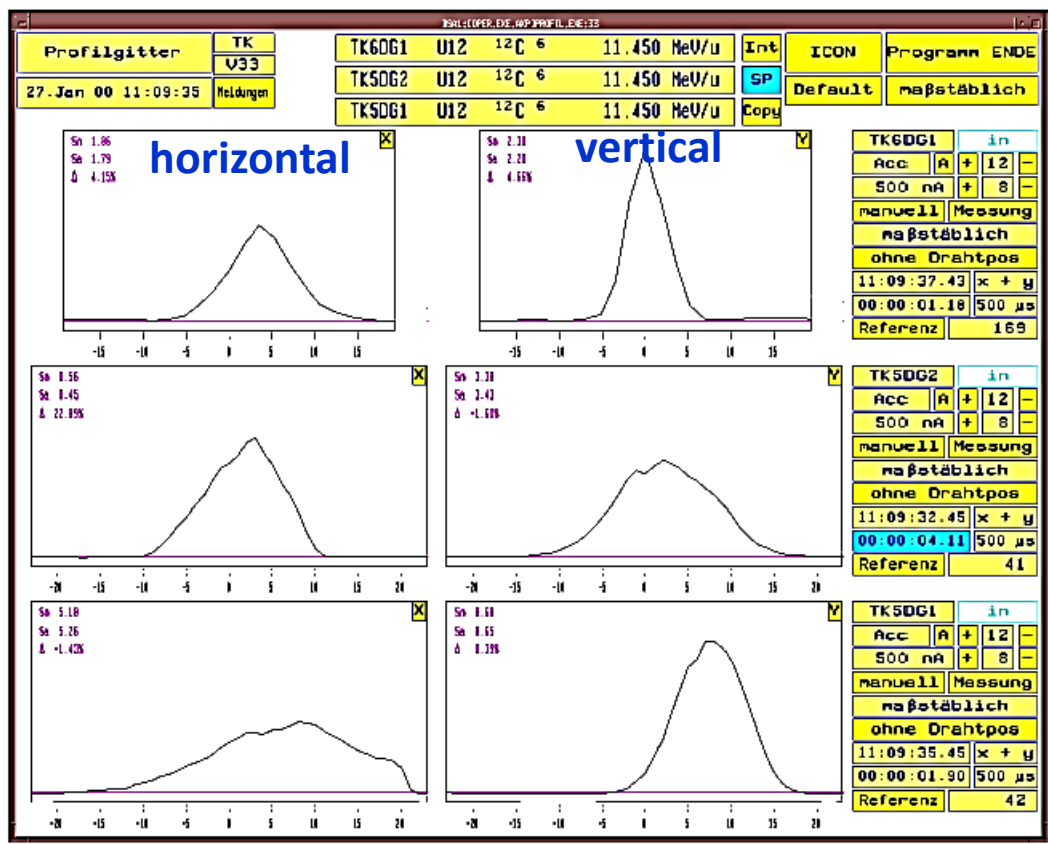 Profilgitter
TK
V33
27.Jan 00 11:09:35
Meldungen
TK6DG1 U12 12C 6 11.450 MeV/u
TK5DG2 U12 12C 6 11.450 MeV/u
TK5DG1 U12 12C 6 11.450 MeV/u
Int
SP
Copy
ICON
Programm ENDE
Default
maßstäblich
horizontal
X
-15 -10 -5 0 5 10 15
vertical
Y
-15 -10 -5 0 5 10 15
TK6DG1 in
Acc A + 12 -
500 nA + 8 -
manuell Messung
maßstäblich
ohne Drahtpos
11:09:37.43 x + y
00:00:01.18 500 µs
Referenz 169
X
-20 -15 -10 -5 0 5 10 15 20
Y
-20 -15 -10 -5 0 5 10 15 20
TK5DG2 in
Acc A + 12 -
500 nA + 8 -
manuell Messung
maßstäblich
ohne Drahtpos
11:09:32.45 x + y
00:00:04.11 500 µs
Referenz 41
X
-20 -15 -10 -5 0 5 10 15 20
Y
-20 -15 -10 -5 0 5 10 15 20
TK5DG1 in
Acc A + 12 -
500 nA + 8 -
manuell Messung
maßstäblich
ohne Drahtpos
11:09:35.45 x + y
00:00:01.90 500 µs
Referenz 42